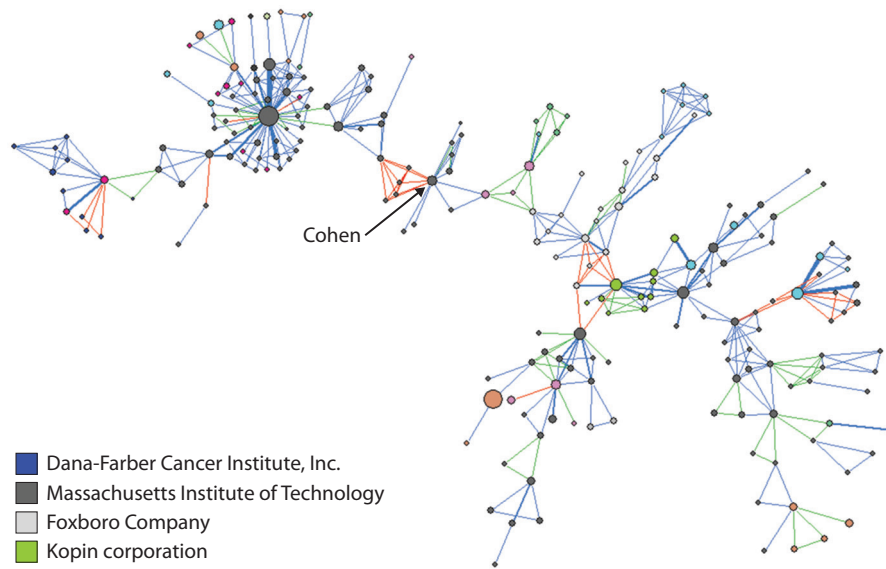 Cohen
Dana-Farber Cancer Institute, Inc.
Massachusetts Institute of Technology
Foxboro Company
Kopin corporation